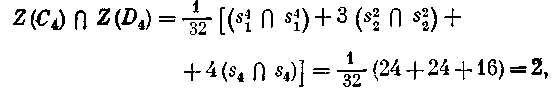 Z(C₄) ∩ Z(D₄) = 1/32 [(s₁⁴ ∩ s₁⁴) + 3 (s₂² ∩ s₂²) +
+ 4 (s₄ ∩ s₄)] = 1/32 (24 + 24 + 16) = 2,